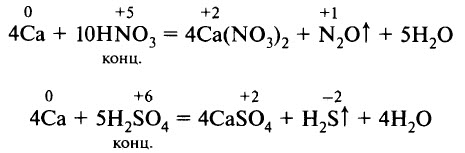 0 +5 +2 +1
4Ca + 10HNO₃ = 4Ca(NO₃)₂ + N₂O↑ + 5H₂O
конц.
0 +6 +2 −2
4Ca + 5H₂SO₄ = 4CaSO₄ + H₂S↑ + 4H₂O
конц.